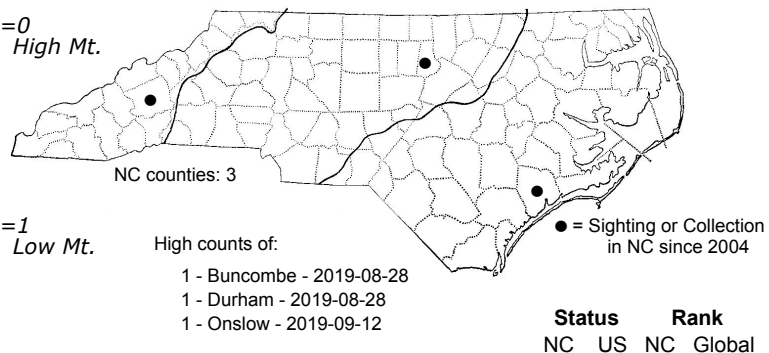 =0
High Mt.
NC counties: 3
=1
Low Mt.
High counts of:
1 - Buncombe - 2019-08-28
1 - Durham - 2019-08-28
1 - Onslow - 2019-09-12
● = Sighting or Collection
in NC since 2004
Status Rank
NC US NC Global